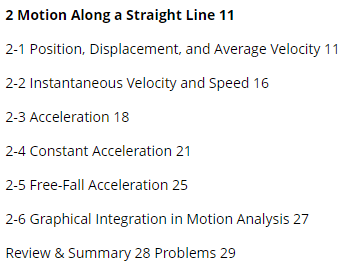 2 Motion Along a Straight Line 11
2-1 Position, Displacement, and Average Velocity 11
2-2 Instantaneous Velocity and Speed 16
2-3 Acceleration 18
2-4 Constant Acceleration 21
2-5 Free-Fall Acceleration 25
2-6 Graphical Integration in Motion Analysis 27
Review & Summary 28 Problems 29